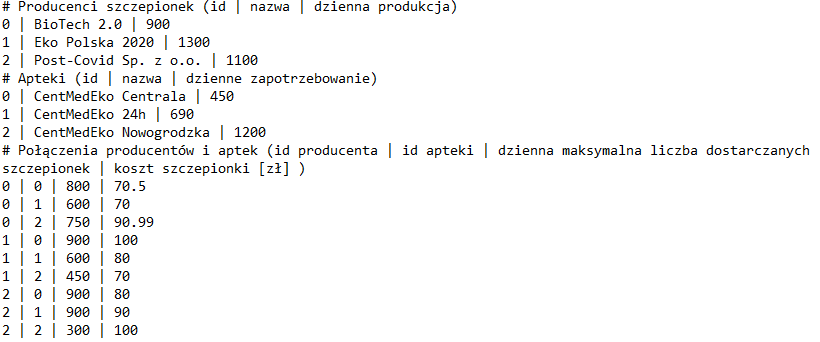 # Producenci szczepionek (id | nazwa | dzienna produkcja)
0 | BioTech 2.0 | 900
1 | Eko Polska 2020 | 1300
2 | Post-Covid Sp. z o.o. | 1100
# Apteki (id | nazwa | dzienne zapotrzebowanie)
0 | CentMedEko Centrala | 450
1 | CentMedEko 24h | 690
2 | CentMedEko Nowogrodzka | 1200
# Połączenia producentów i aptek (id producenta | id apteki | dzienna maksymalna liczba dostarczanych
szczepionek | koszt szczepionki [zł] )
0 | 0 | 800 | 70.5
0 | 1 | 600 | 70
0 | 2 | 750 | 90.99
1 | 0 | 900 | 100
1 | 1 | 600 | 80
1 | 2 | 450 | 70
2 | 0 | 900 | 80
2 | 1 | 900 | 90
2 | 2 | 300 | 100